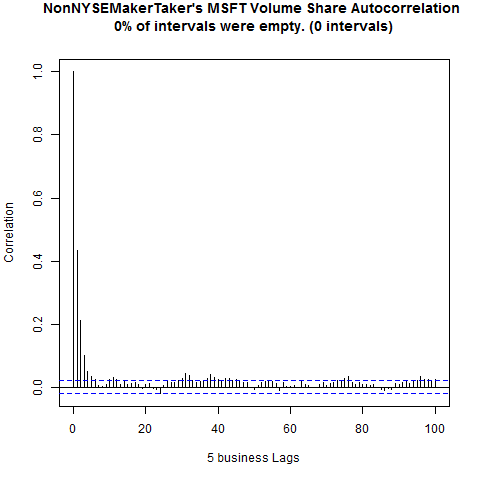 NonNYSEMakerTaker's MSFT Volume Share Autocorrelation
0% of intervals were empty. (0 intervals)
1.0
0.8
0.6
0.4
0.2
0.0
Correlation
0 20 40 60 80 100
5 business Lags